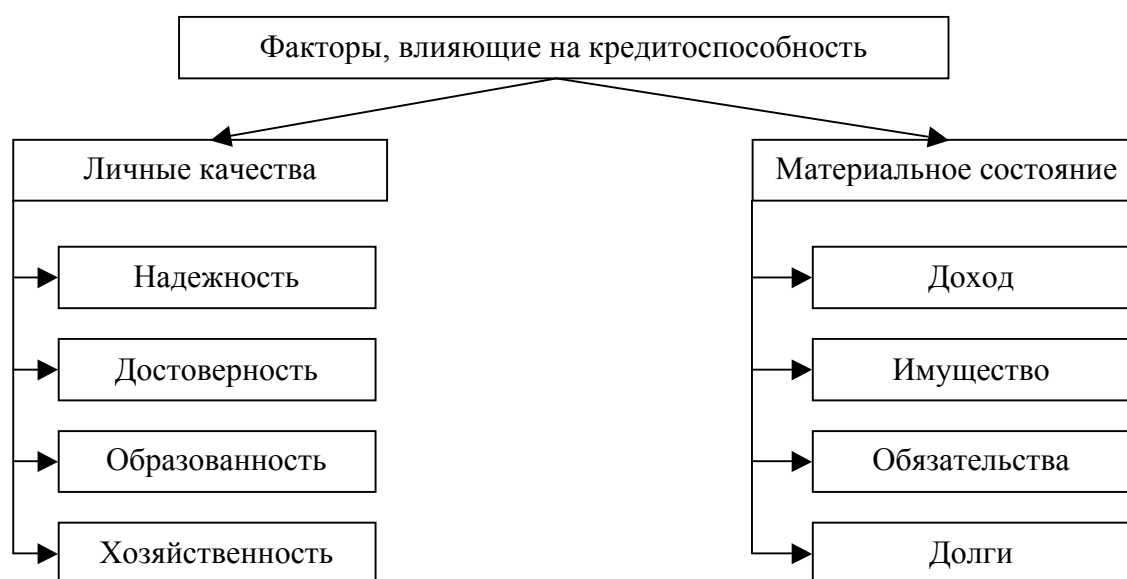 Факторы, влияющие на кредитоспособность
Личные качества
Надежность
Достоверность
Образованность
Хозяйственность
Материальное состояние
Доход
Имущество
Обязательства
Долги